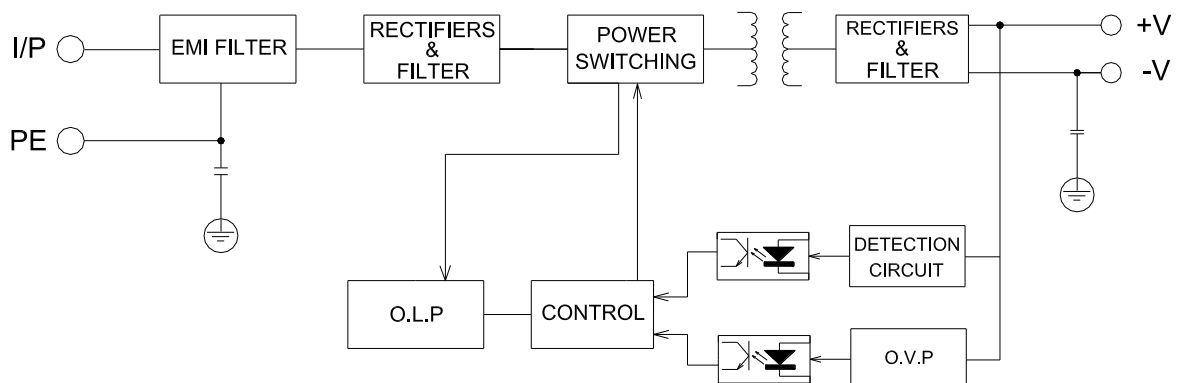 I/P
EMI FILTER
RECTIFIERS
&
FILTER
POWER
SWITCHING
RECTIFIERS
&
FILTER
+V
-V
PE
DETECTION
CIRCUIT
O.L.P
CONTROL
O.V.P